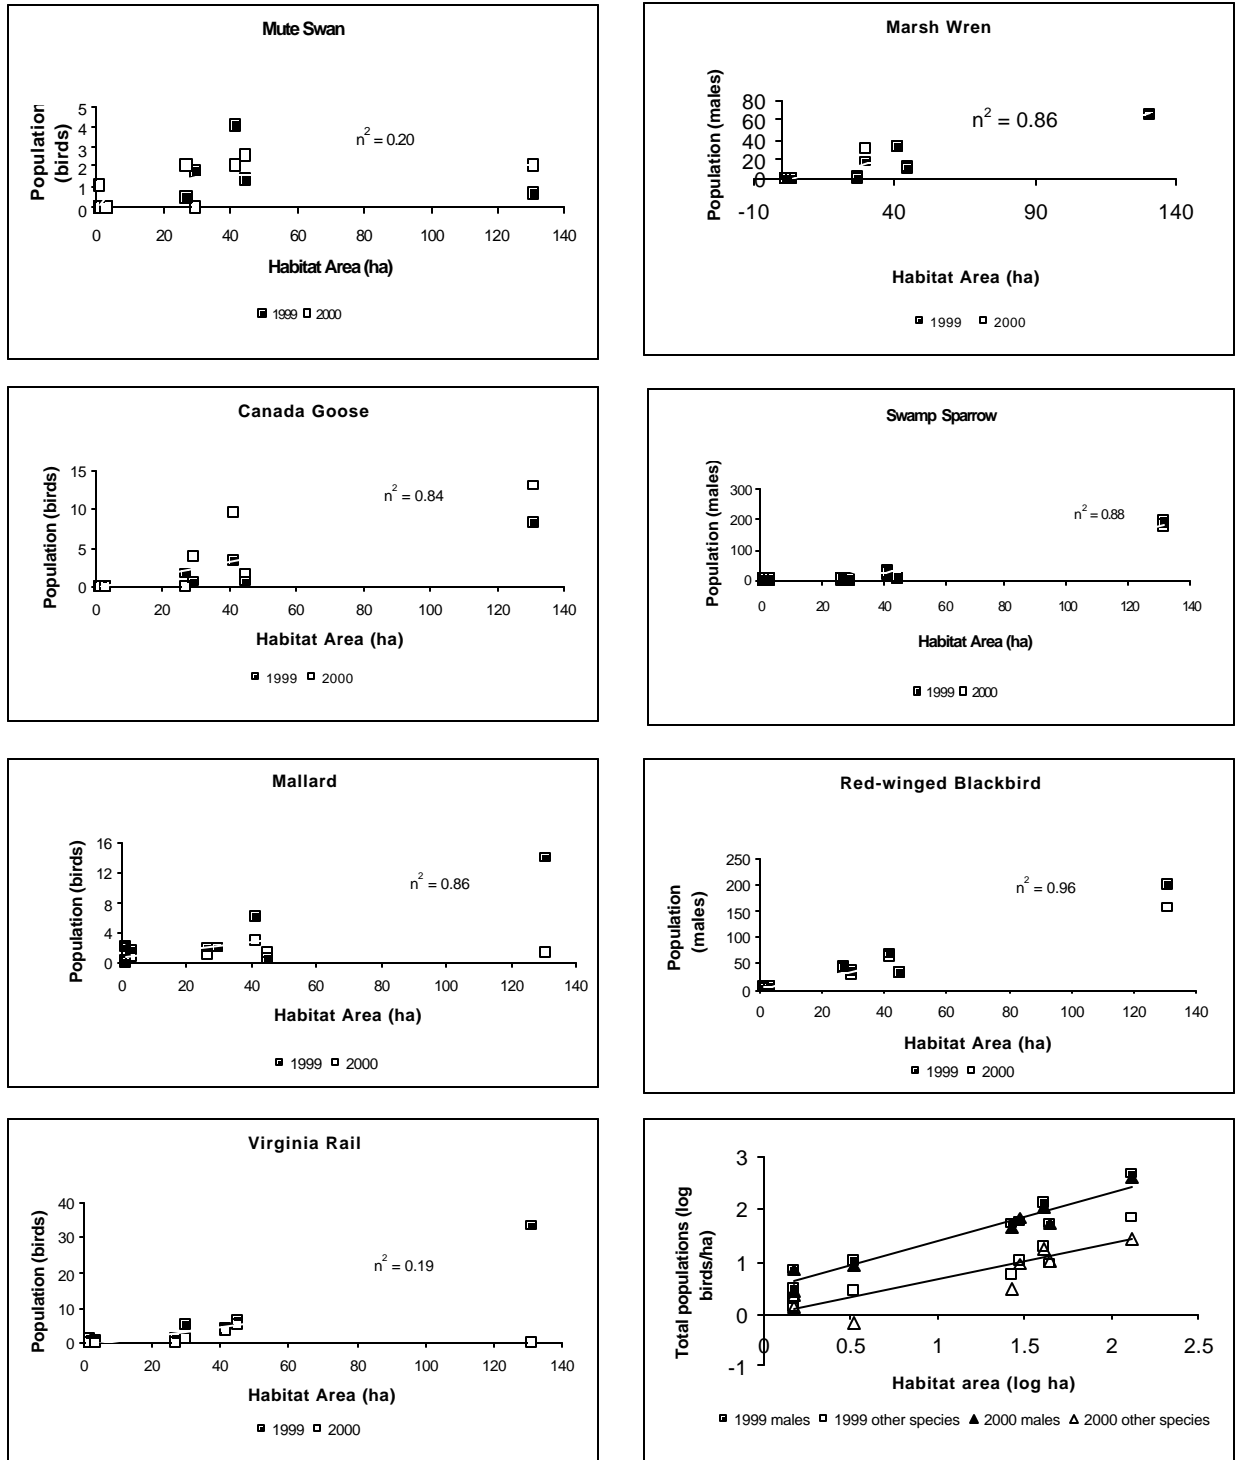 Mute Swan
Population
(birds)
5
4
3
2
1
0
n² = 0.20
0 20 40 60 80 100 120 140
Habitat Area (ha)
1999 2000
Marsh Wren
Population (males)
80
60
40
20
0
n² = 0.86
-10 40 90 140
Habitat Area (ha)
1999 2000
Canada Goose
Population (birds)
15
10
5
0
n² = 0.84
0 20 40 60 80 100 120 140
Habitat Area (ha)
1999 2000
Swamp Sparrow
Population (males)
300
200
100
0
n² = 0.88
0 20 40 60 80 100 120 140
Habitat Area (ha)
1999 2000
Mallard
Population (birds)
16
12
8
4
0
n² = 0.86
0 20 40 60 80 100 120 140
Habitat Area (ha)
1999 2000
Red-winged Blackbird
Population
(males)
250
200
150
100
50
0
n² = 0.96
0 20 40 60 80 100 120 140
Habitat Area (ha)
1999 2000
Virginia Rail
Population (birds)
40
30
20
10
0
n² = 0.19
0 20 40 60 80 100 120 140
Habitat Area (ha)
1999 2000
Total populations (log
birds/ha)
3
2
1
0
-1
0 0.5 1 1.5 2 2.5
Habitat area (log ha)
1999 males 1999 other species 2000 males 2000 other species